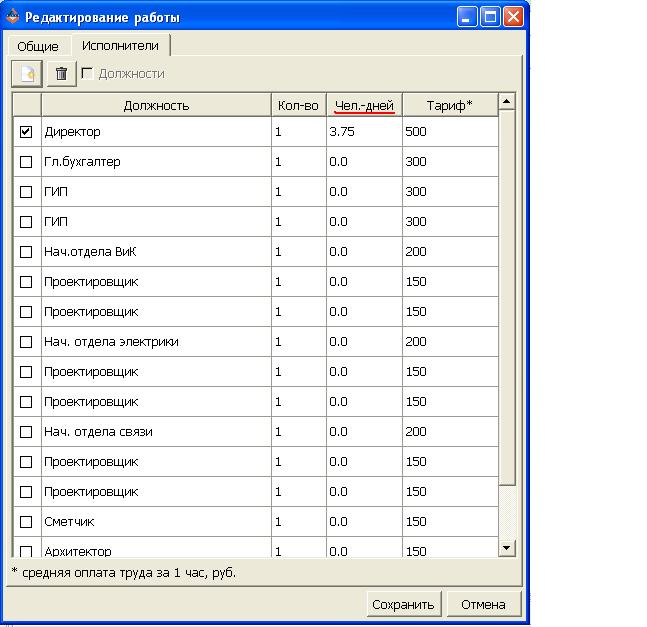 Редактирование работы
Общие Исполнители
Должности
Должность Кол-во Чел.-дней Тариф*
Директор 1 3.75 500
Гл.бухгалтер 1 0.0 300
ГИП 1 0.0 300
ГИП 1 0.0 300
Нач.отдела ВиК 1 0.0 200
Проектировщик 1 0.0 150
Проектировщик 1 0.0 150
Нач. отдела электрики 1 0.0 200
Проектировщик 1 0.0 150
Проектировщик 1 0.0 150
Нач. отдела связи 1 0.0 200
Проектировщик 1 0.0 150
Проектировщик 1 0.0 150
Сметчик 1 0.0 150
Архитектор 1 0.0 150
* средняя оплата труда за 1 час, руб.
Сохранить Отмена